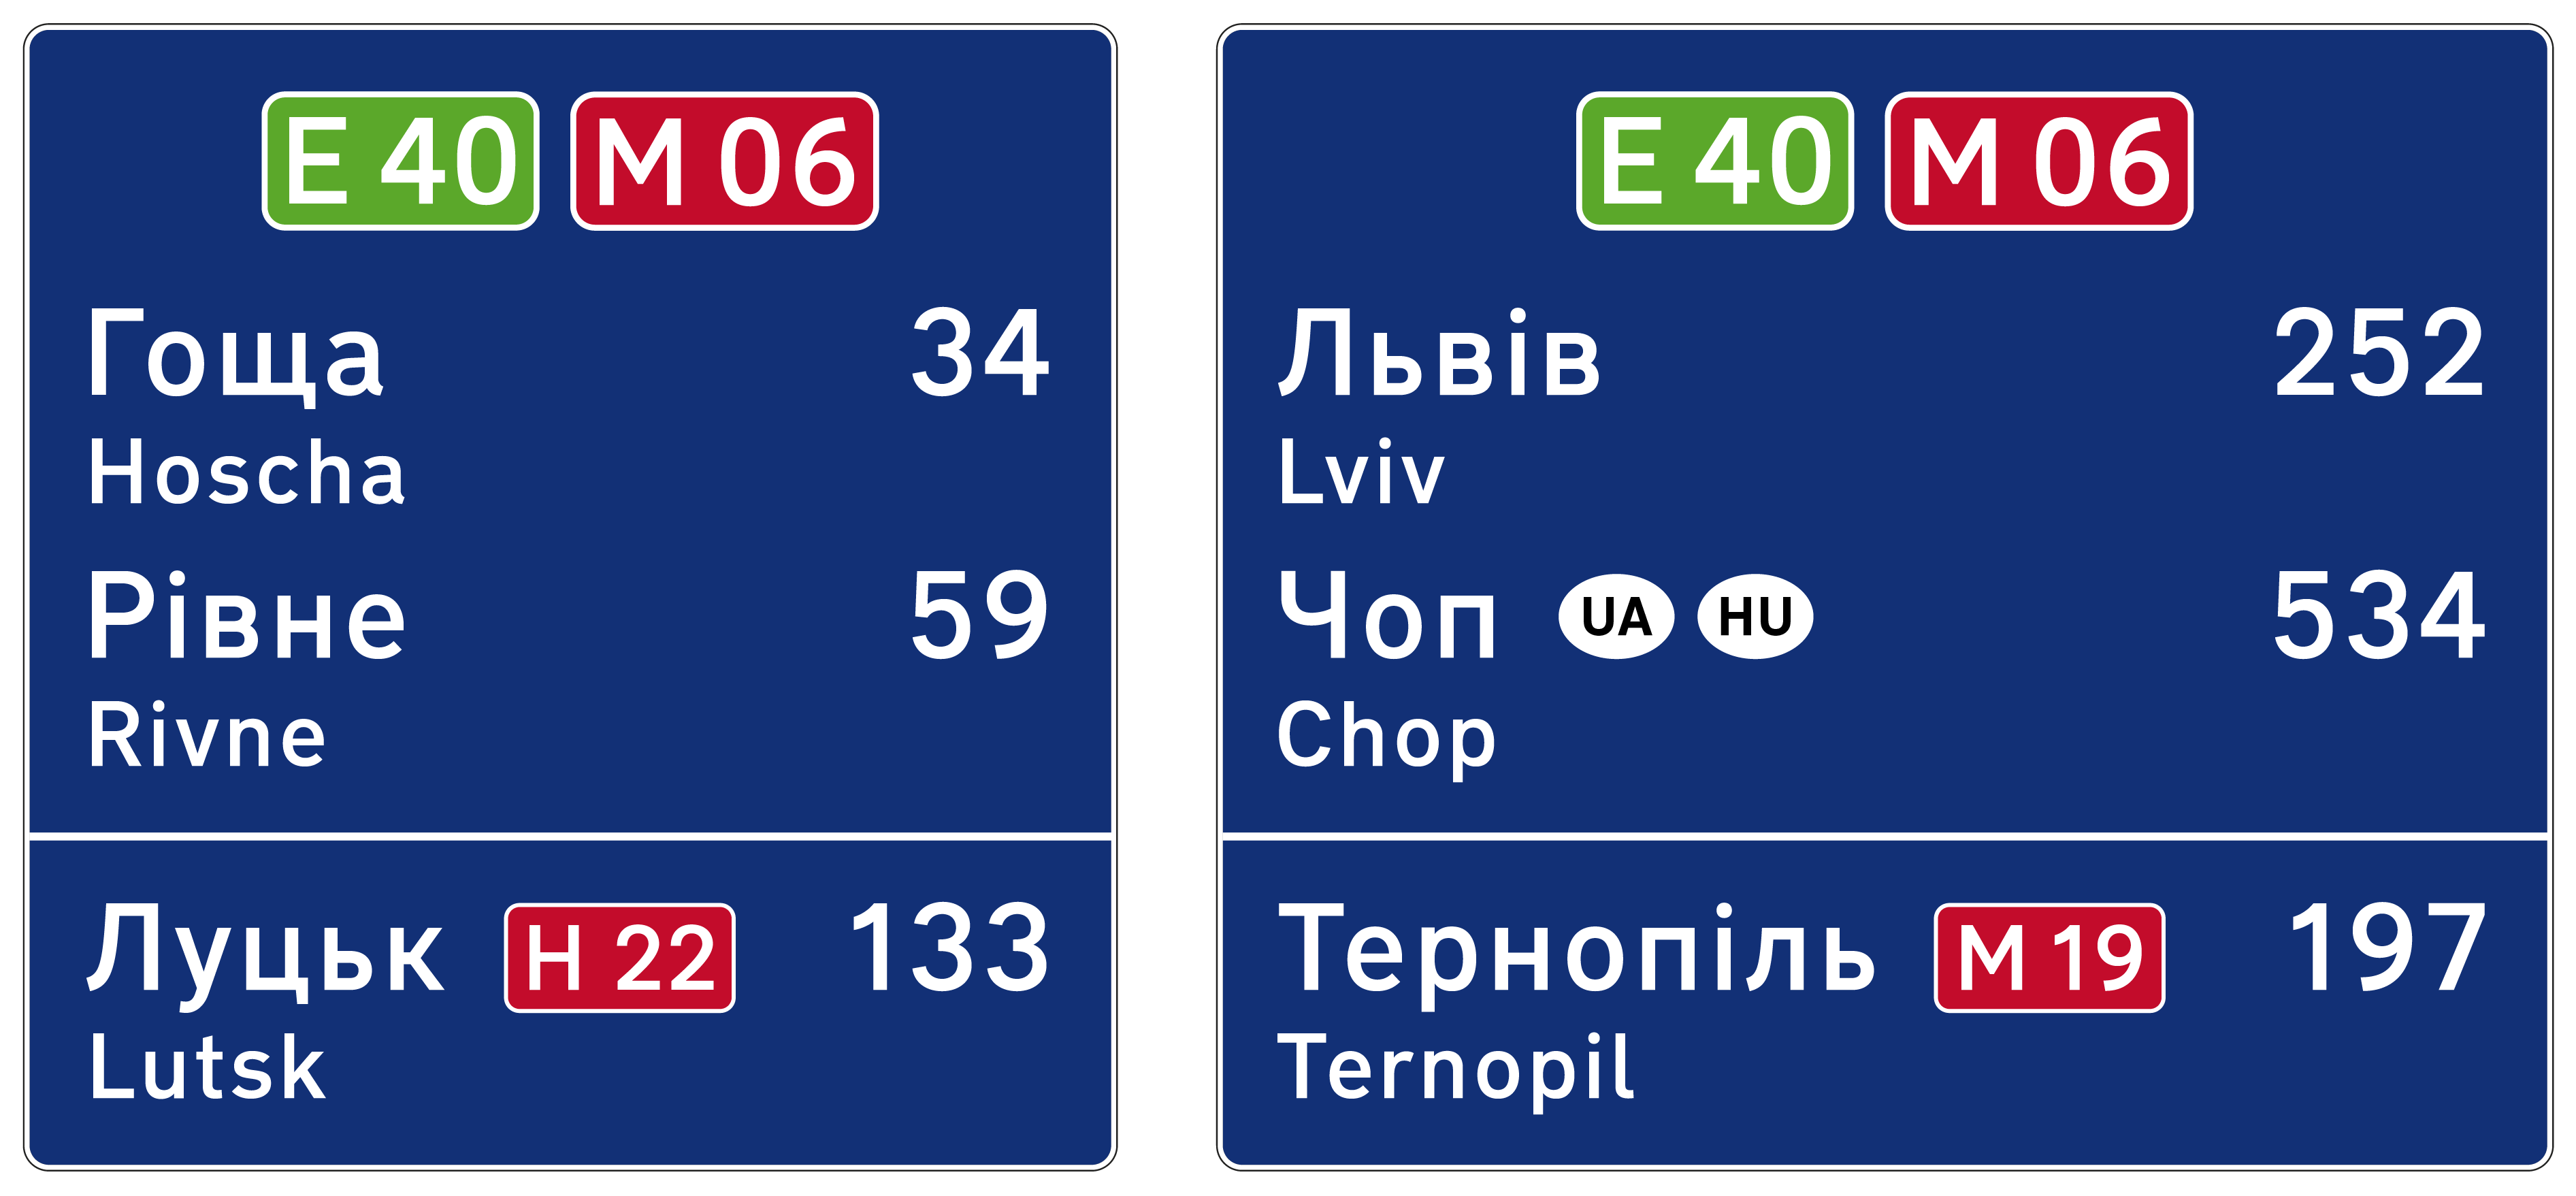 E 40 M 06
Гоща 34
Hoscha
Рівне 59
Rivne
Луцьк Н 22 133
Lutsk
E 40 M 06
Львів 252
Lviv
Чоп UA HU 534
Chop
Тернопіль М 19 197
Ternopil